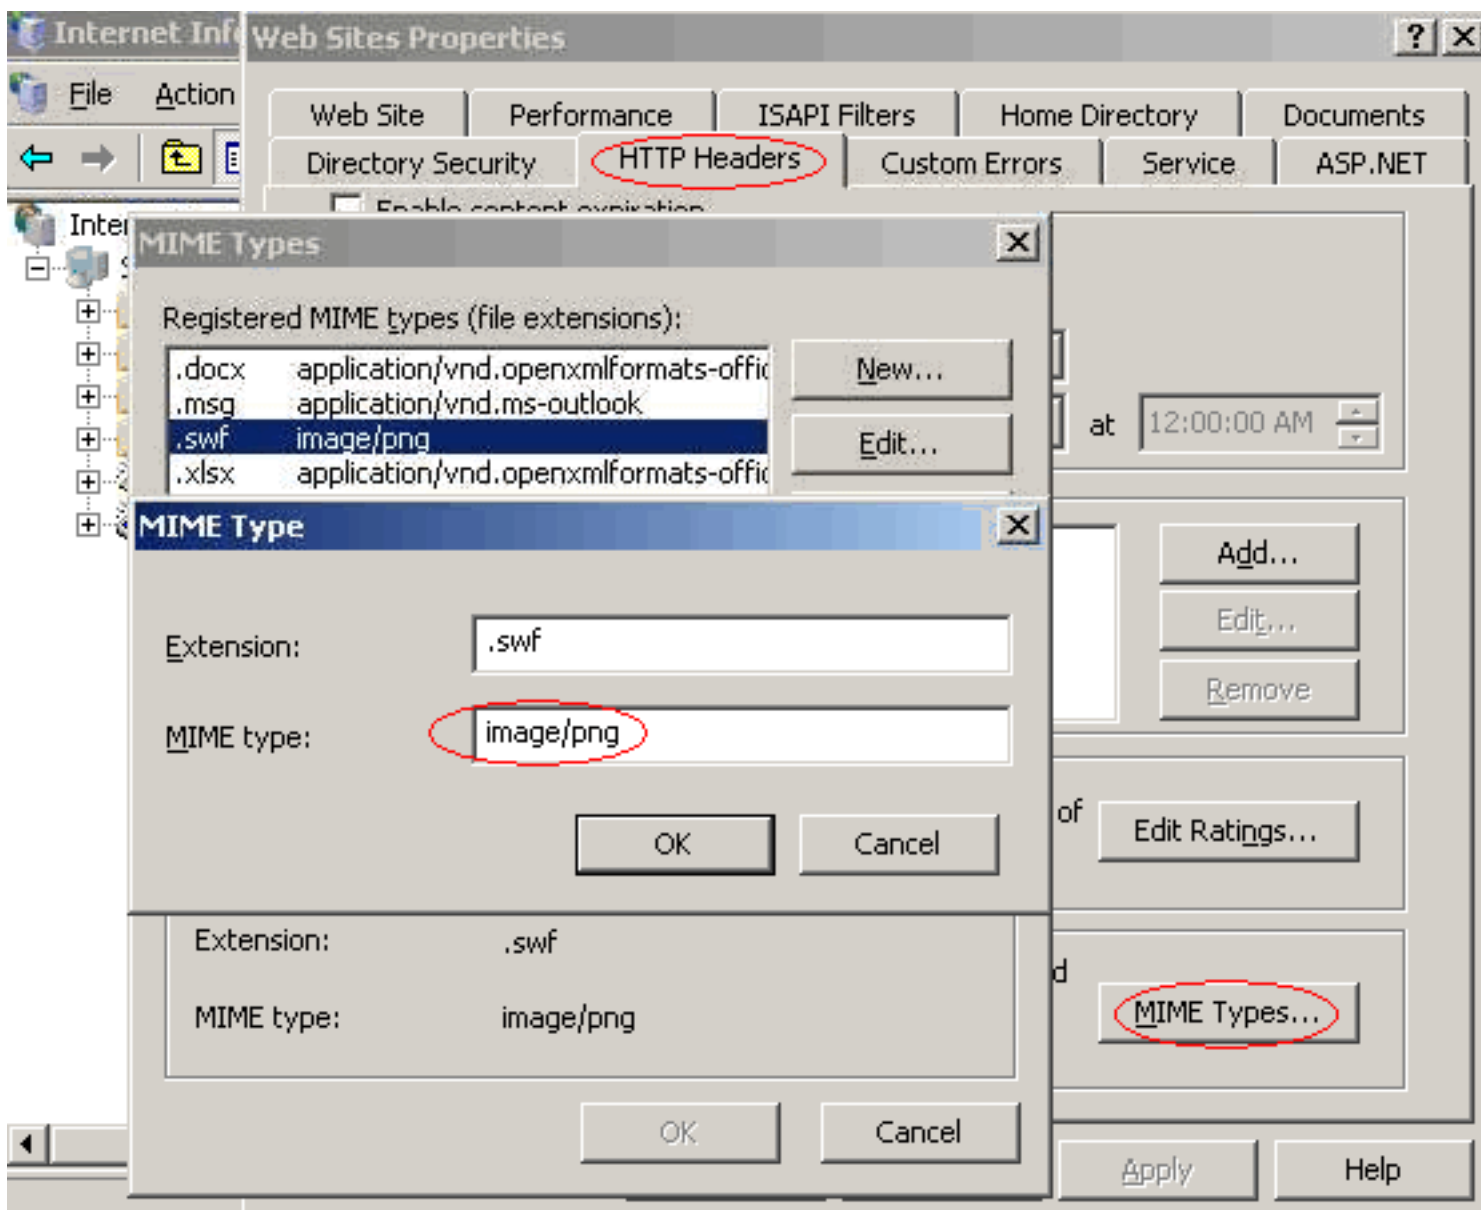 Internet Inf
Web Sites Properties
File Action
Web Site Performance ISAPI Filters Home Directory Documents
Directory Security HTTP Headers Custom Errors Service ASP.NET
Enable content expiration
Inter
MIME Types
Registered MIME types (file extensions):
.docx application/vnd.openxmlformats-offic
.msg application/vnd.ms-outlook
.swf image/png
.xlsx application/vnd.openxmlformats-offic
New...
Edit...
at 12:00:00 AM
MIME Type
Extension: .swf
MIME type: image/png
OK Cancel
Add...
Edit...
Remove
of
Edit Ratings...
Extension: .swf
MIME type: image/png
d
MIME Types...
OK Cancel
Apply Help